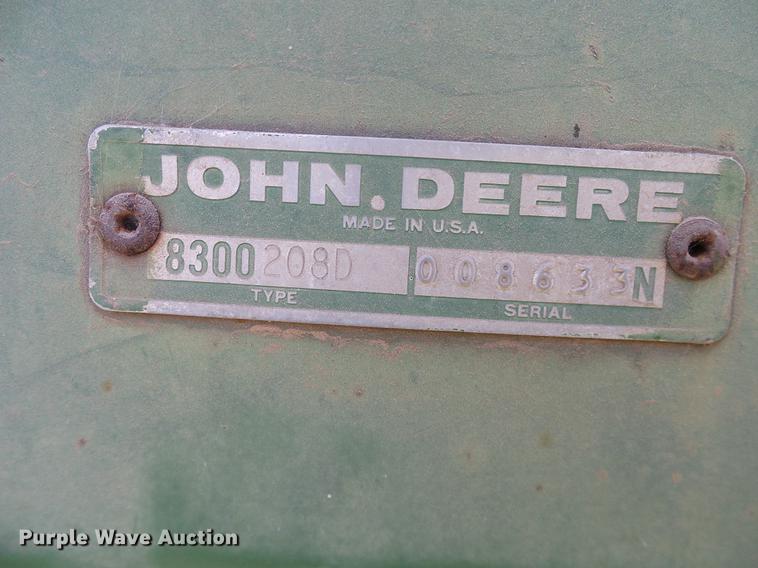 JOHN.DEERE
MADE IN U.S.A.
8300 208D 008633N
TYPE SERIAL
Purple Wave Auction